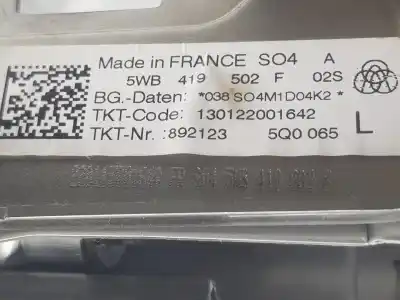 Made in FRANCE SO4 A
5WB 419 502 F 02S
BG.-Daten: *038 SO4M1D04K2 *
TKT-Code: 130122001642
TKT-Nr.: 892123 5Q0 065 L